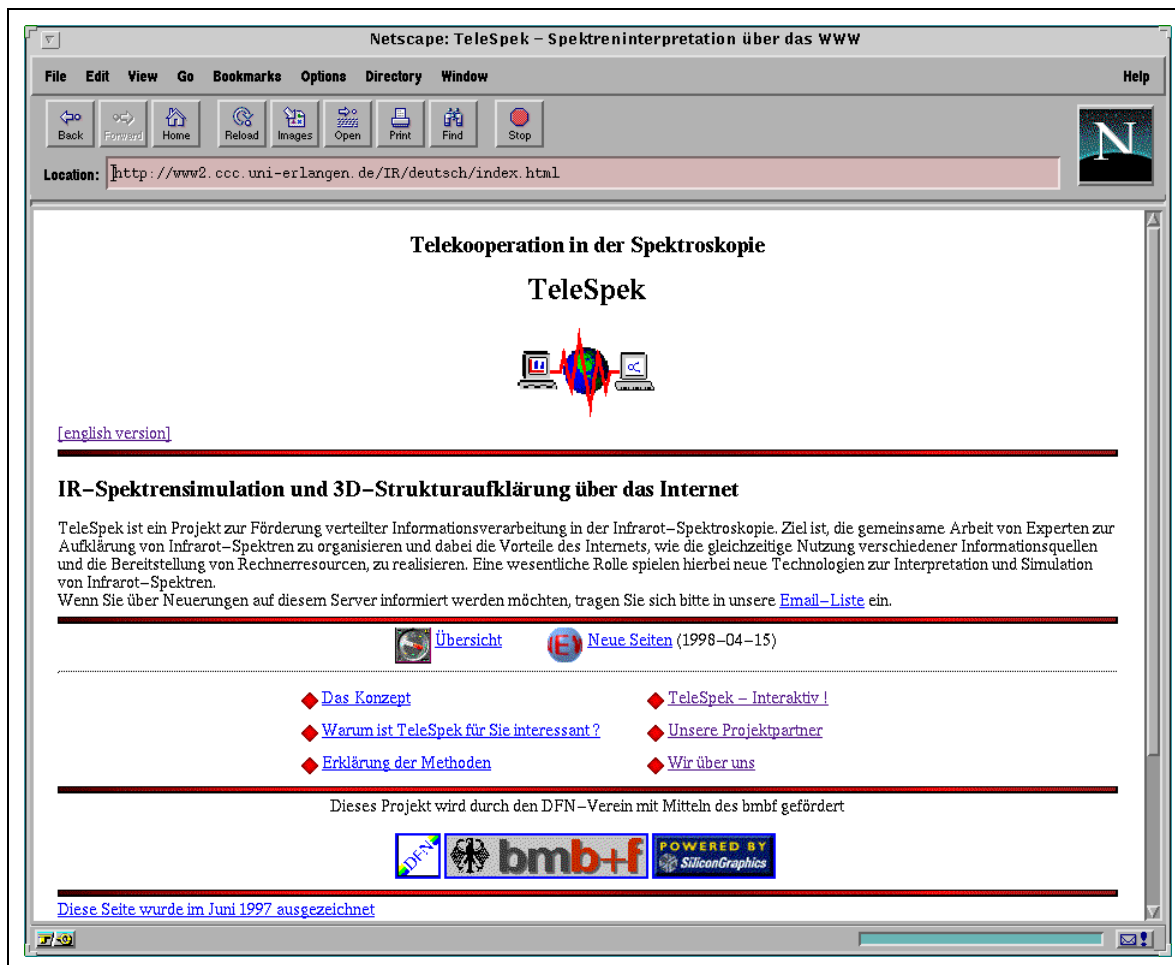 Netscape: TeleSpek – Spektreninterpretation über das WWW
File Edit View Go Bookmarks Options Directory Window Help
Back Forward Home Reload Images Open Print Find Stop
N
Location: http://www2.ccc.uni-erlangen.de/IR/deutsch/index.html
Telekooperation in der Spektroskopie
TeleSpek
[english version]
IR–Spektrensimulation und 3D–Strukturaufklärung über das Internet
TeleSpek ist ein Projekt zur Förderung verteilter Informationsverarbeitung in der Infrarot–Spektroskopie. Ziel ist, die gemeinsame Arbeit von Experten zur
Aufklärung von Infrarot–Spektren zu organisieren und dabei die Vorteile des Internets, wie die gleichzeitige Nutzung verschiedener Informationsquellen
und die Bereitstellung von Rechnerresourcen, zu realisieren. Eine wesentliche Rolle spielen hierbei neue Technologien zur Interpretation und Simulation
von Infrarot–Spektren.
Wenn Sie über Neuerungen auf diesem Server informiert werden möchten, tragen Sie sich bitte in unsere Email–Liste ein.
Übersicht Neue Seiten (1998–04–15)
Das Konzept TeleSpek – Interaktiv !
Warum ist TeleSpek für Sie interessant ? Unsere Projektpartner
Erklärung der Methoden Wir über uns
Dieses Projekt wird durch den DFN–Verein mit Mitteln des bmbf gefördert
DFN bmb+f POWERED BY SiliconGraphics
Diese Seite wurde im Juni 1997 ausgezeichnet